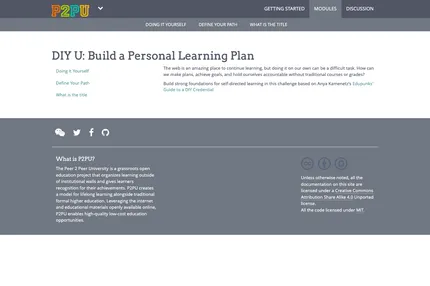 P2PU
GETTING STARTED
MODULES
DISCUSSION
DOING IT YOURSELF
DEFINE YOUR PATH
WHAT IS THE TITLE
DIY U: Build a Personal Learning Plan
Doing it Yourself
Define Your Path
What is the title
The web is an amazing place to continue learning, but doing it on our own can be a difficult task. How can
we make plans, achieve goals, and hold ourselves accountable without traditional courses or grades?
Build strong foundations for self-directed learning in this challenge based on Anya Kamenetz's Edupunks'
Guide to a DIY Credential
What is P2PU?
The Peer 2 Peer University is a grassroots open
education project that organizes learning outside
of institutional walls and gives learners
recognition for their achievements. P2PU creates
a model for lifelong learning alongside traditional
formal higher education. Leveraging the internet
and educational materials openly available online,
P2PU enables high-quality low-cost education
opportunities.
Unless otherwise noted, all the
documentation on this site are
licensed under a Creative Commons
Attribution Share Alike 4.0 Unported
license.
All the code licensed under MIT.